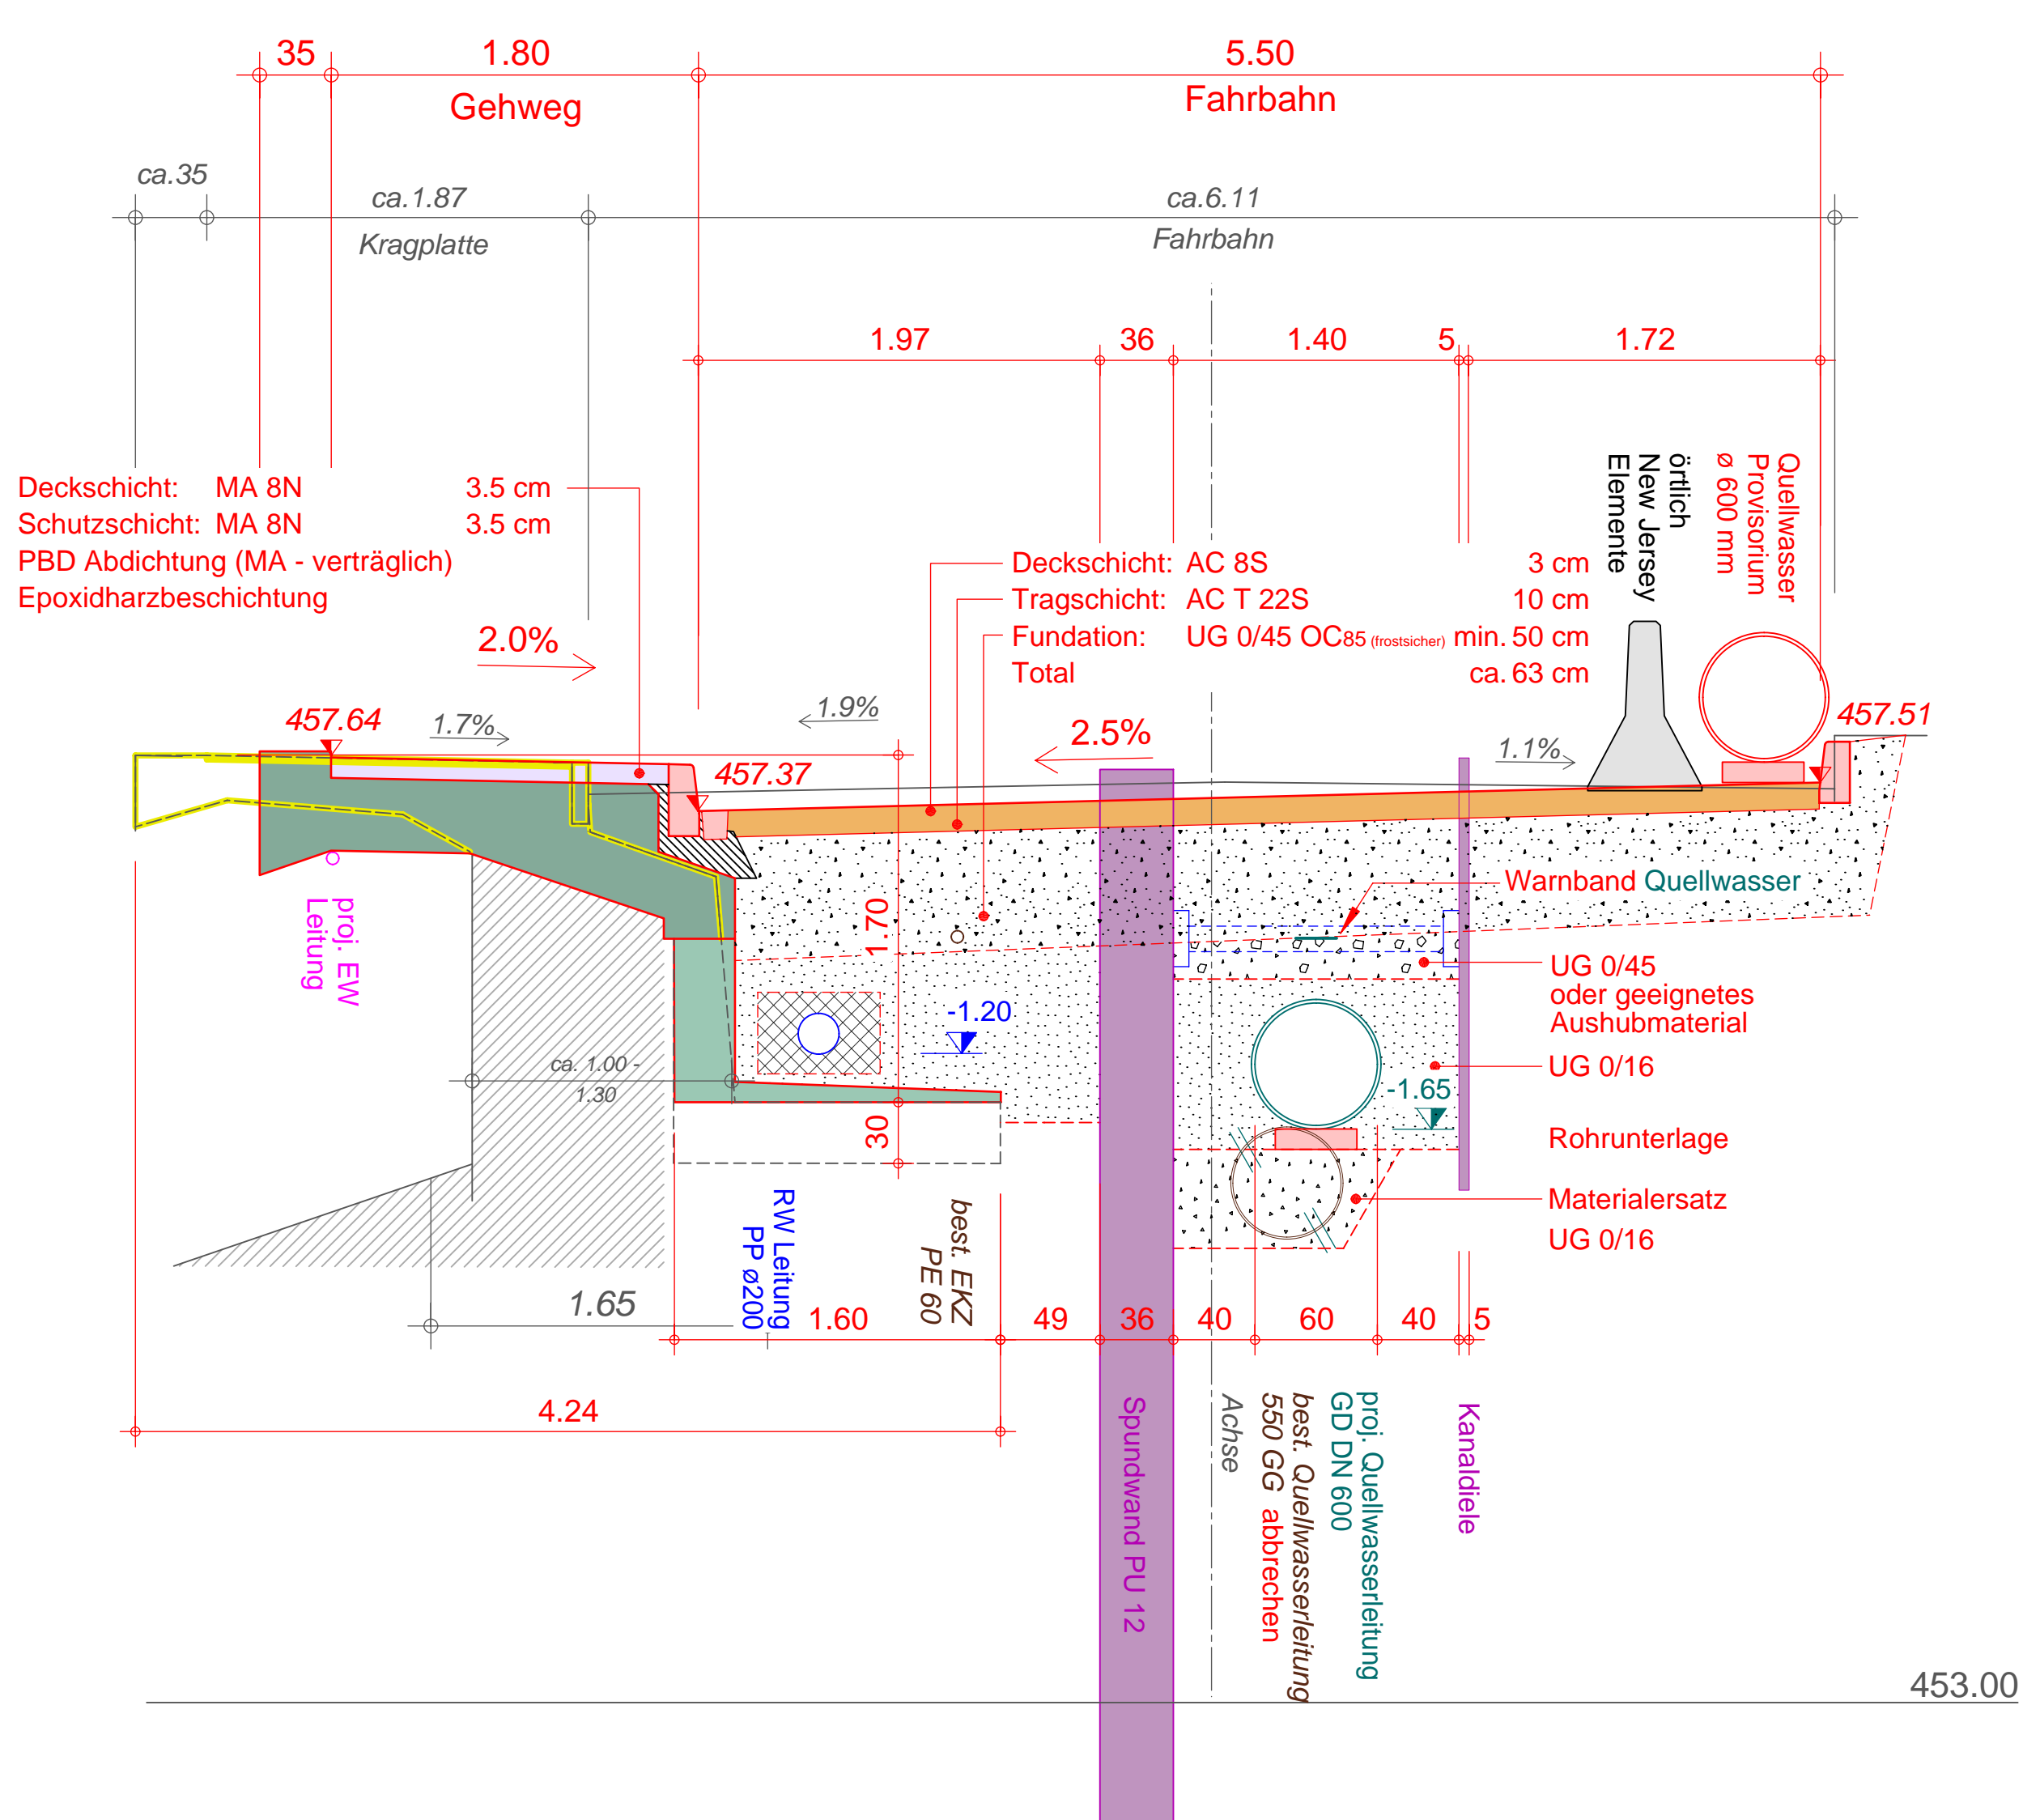 35
1.80
5.50
Gehweg
Fahrbahn
ca.35
ca.1.87
ca.6.11
Kragplatte
Fahrbahn
1.97
36
1.40
5
1.72
Deckschicht: MA 8N 3.5 cm
Schutzschicht: MA 8N 3.5 cm
PBD Abdichtung (MA - verträglich)
Epoxidharzbeschichtung
Deckschicht: AC 8S 3 cm
Tragschicht: AC T 22S 10 cm
Fundation: UG 0/45 OC85 (frostsicher) min. 50 cm
Total ca. 63 cm
örtlich
New Jersey
Elemente
Quellwasser
Provisorium
ø 600 mm
2.0%
457.64
1.7%
1.9%
2.5%
457.37
1.1%
457.51
Warnband Quellwasser
1.70
proj. EW
Leitung
-1.20
UG 0/45
oder geeignetes
Aushubmaterial
UG 0/16
ca. 1.00 -
1.30
-1.65
30
Rohrunterlage
Materialersatz
UG 0/16
RW Leitung
PP ø200
best. EKZ
PE 60
1.65
1.60
49
36
40
60
40
5
4.24
Spundwand PU 12
Achse
best. Quellwasserleitung
550 GG abbrechen
proj. Quellwasserleitung
GD DN 600
Kanaldiele
453.00